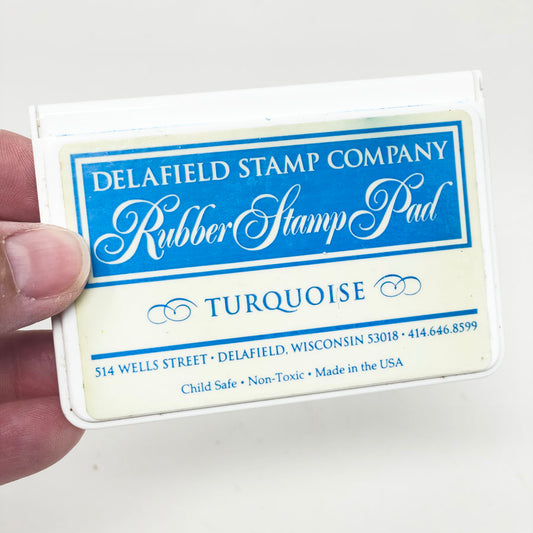 DELAFIELD STAMP COMPANY
Rubber Stamp Pad
TURQUOISE
514 WELLS STREET • DELAFIELD, WISCONSIN 53018 • 414.646.8599
Child Safe • Non-Toxic • Made in the USA